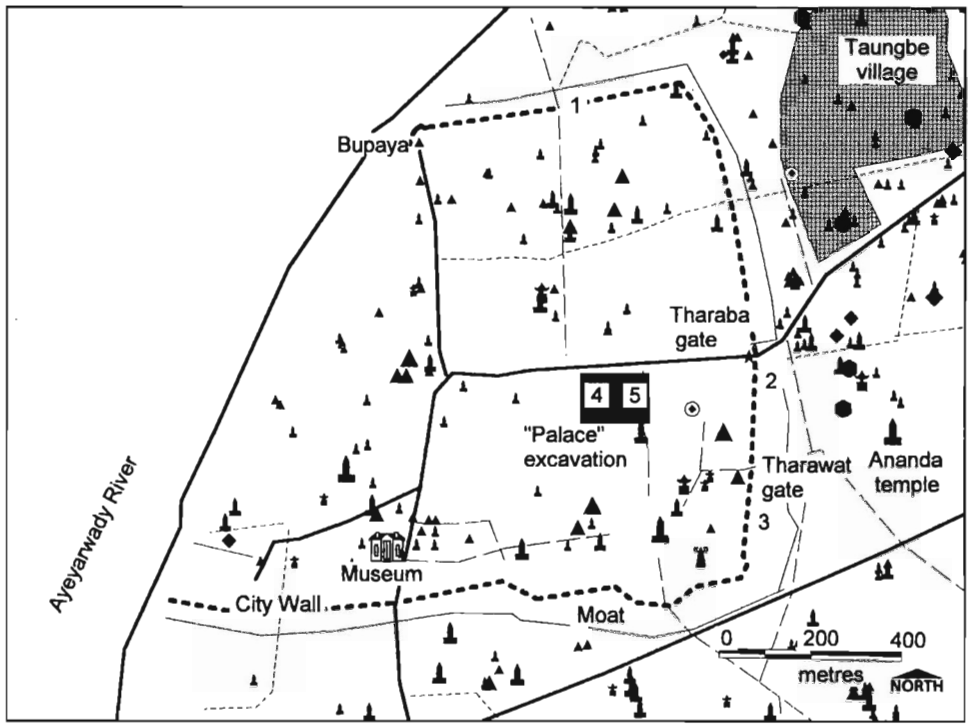 Taungbe
village
1
Bupaya
Tharaba
gate
2
4 5
"Palace"
excavation
Tharawat
gate
Ananda
temple
3
Ayeyarwady River
Museum
City Wall
Moat
0 200 400
metres
NORTH